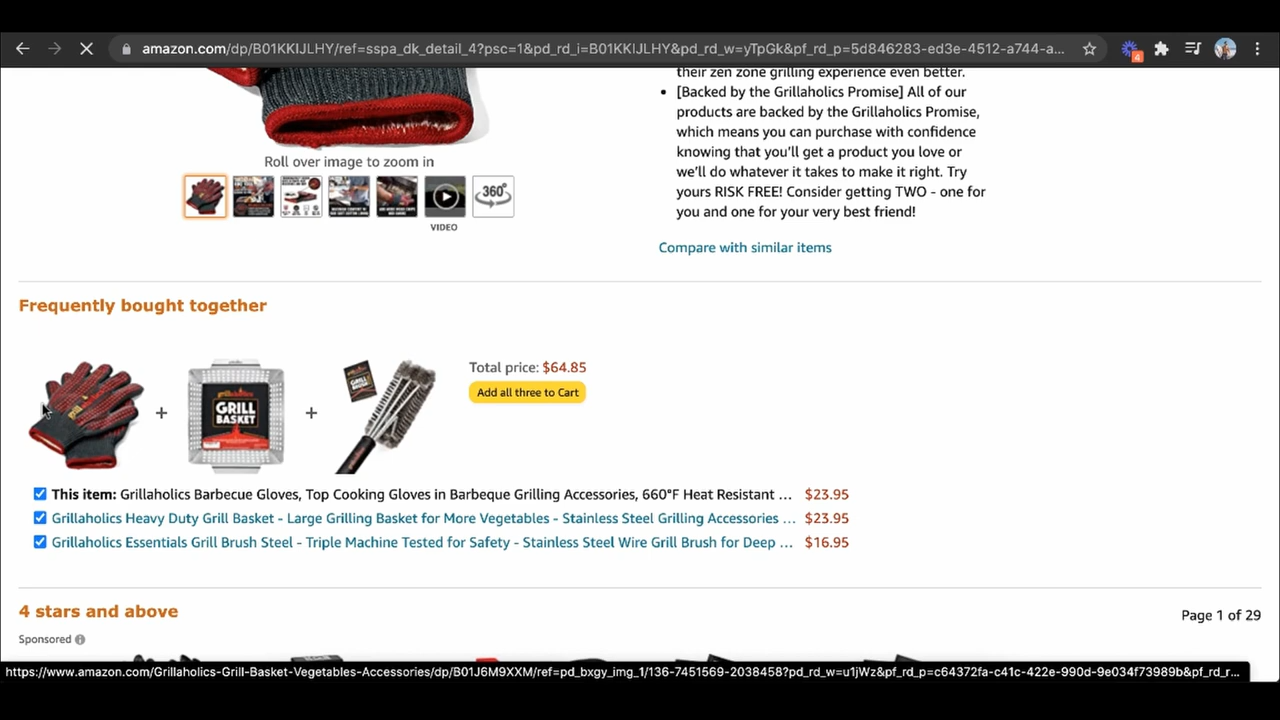 amazon.com/dp/B01KKIJLHY/ref=sspa_dk_detail_4?psc=1&pd_rd_i=B01KKIJLHY&pd_rd_w=yTpGk&pf_rd_p=5d846283-ed3e-4512-a744-a...
4
their zen zone grilling experience even better.
[Backed by the Grillaholics Promise] All of our
products are backed by the Grillaholics Promise,
which means you can purchase with confidence
knowing that you'll get a product you love or
we'll do whatever it takes to make it right. Try
yours RISK FREE! Consider getting TWO - one for
you and one for your very best friend!
Roll over image to zoom in
360°
VIDEO
Compare with similar items
Frequently bought together
GRILL
BASKET
Total price: $64.85
Add all three to Cart
This item: Grillaholics Barbecue Gloves, Top Cooking Gloves in Barbeque Grilling Accessories, 660°F Heat Resistant ... $23.95
Grillaholics Heavy Duty Grill Basket - Large Grilling Basket for More Vegetables - Stainless Steel Grilling Accessories ... $23.95
Grillaholics Essentials Grill Brush Steel - Triple Machine Tested for Safety - Stainless Steel Wire Grill Brush for Deep ... $16.95
4 stars and above
Page 1 of 29
Sponsored
https://www.amazon.com/Grillaholics-Grill-Basket-Vegetables-Accessories/dp/B01J6M9XXM/ref=pd_bxgy_img_1/136-7451569-2038458?pd_rd_w=u1jWz&pf_rd_p=c64372fa-c41c-422e-990d-9e034f73989b&pf_rd_r...